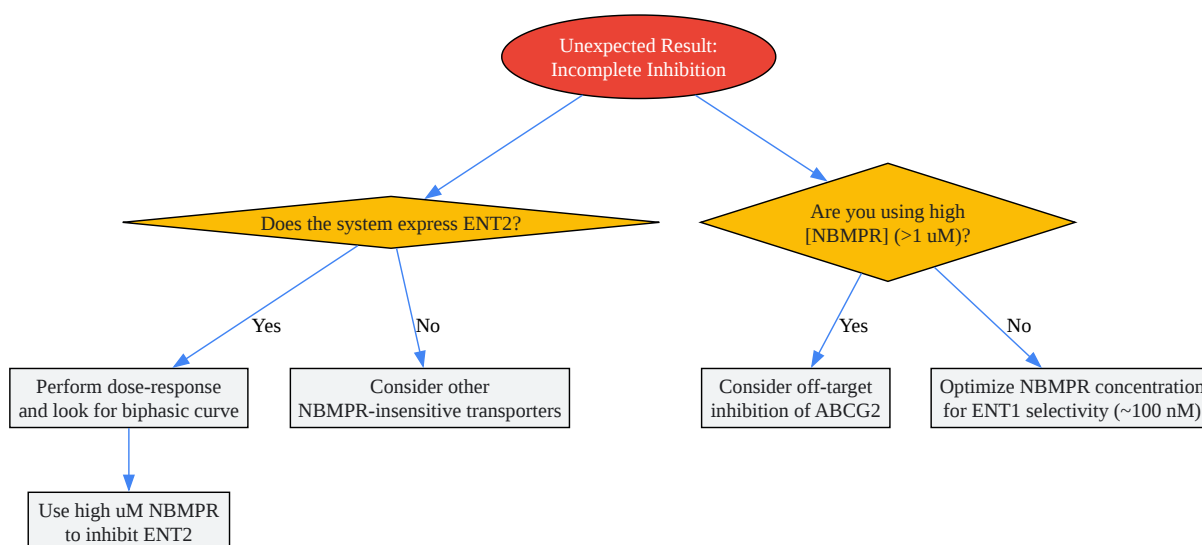 Unexpected Result:
Incomplete Inhibition
Does the system express ENT2?
Are you using high
[NBMPR] (>1 uM)?
Yes
No
Yes
No
Perform dose-response
and look for biphasic curve
Consider other
NBMPR-insensitive transporters
Consider off-target
inhibition of ABCG2
Optimize NBMPR concentration
for ENT1 selectivity (~100 nM)
Use high uM NBMPR
to inhibit ENT2